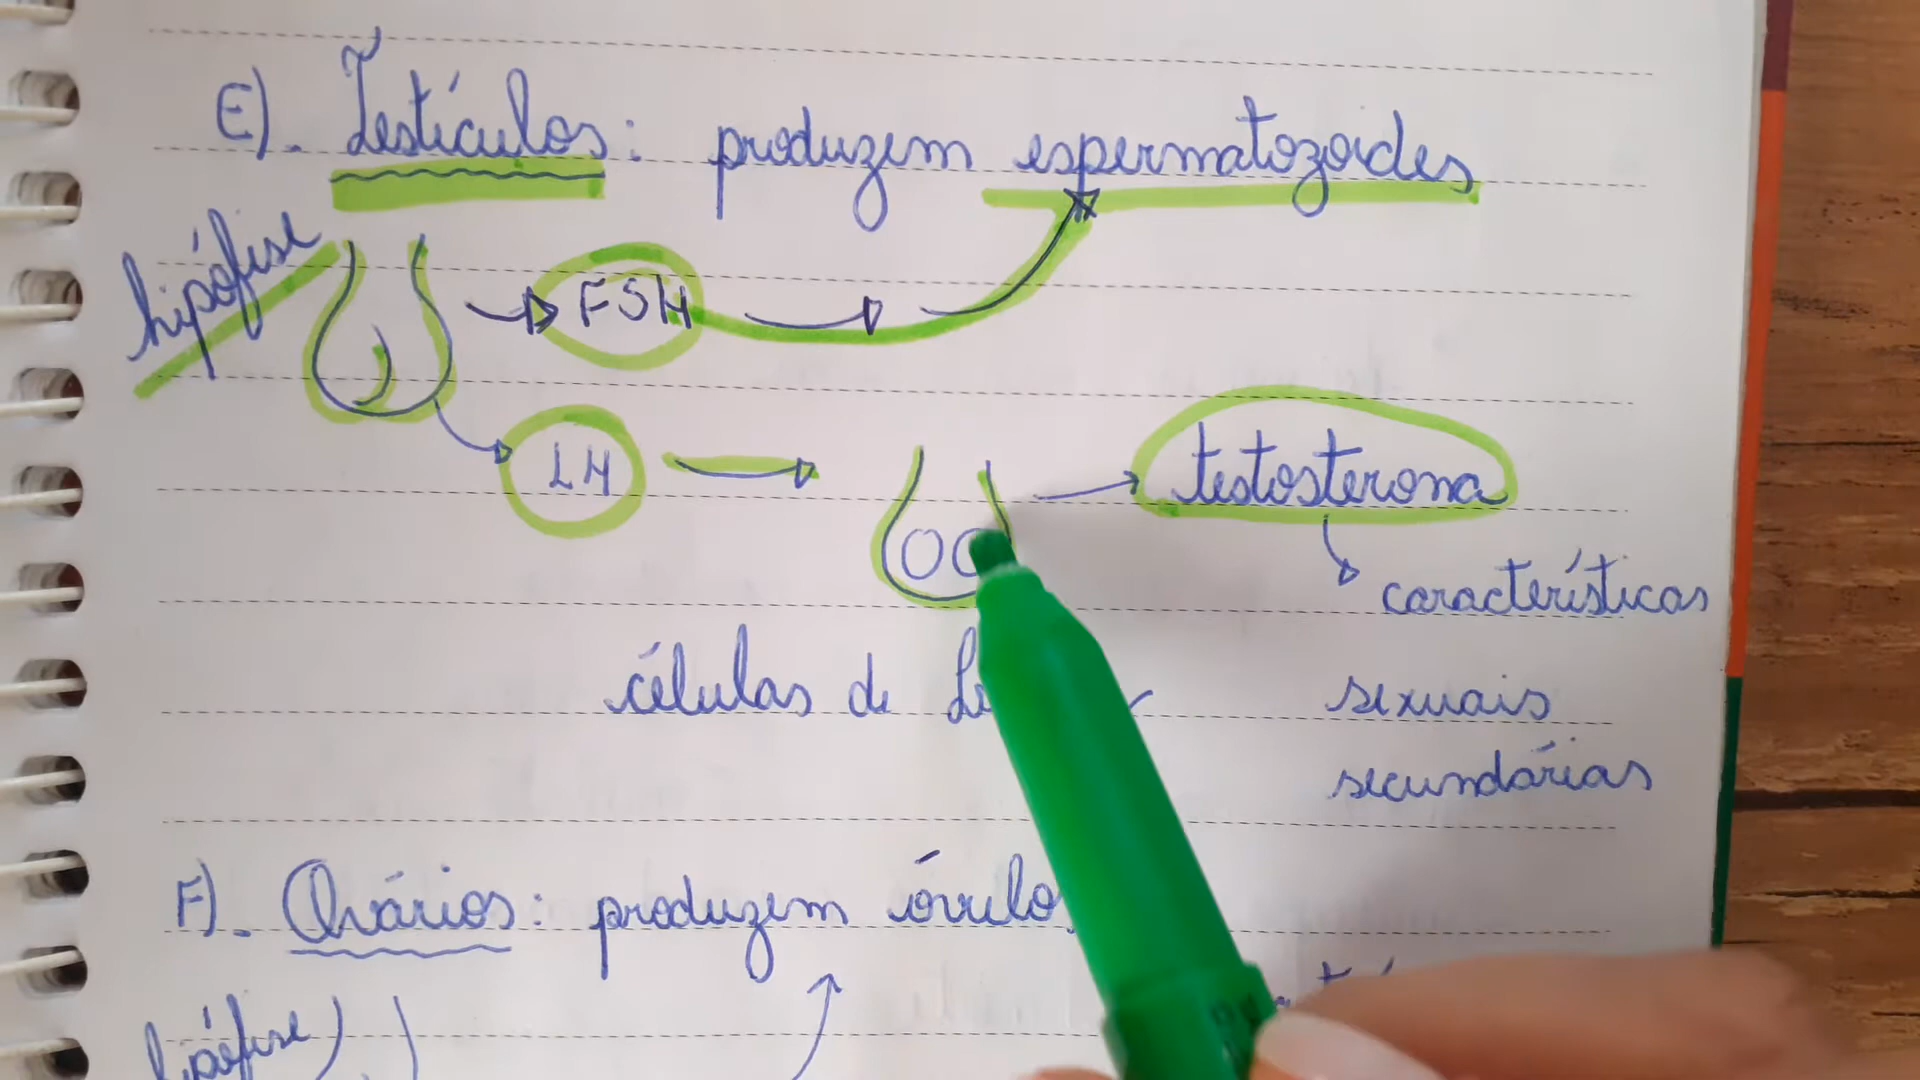 E). Testículos: produzem espermatozoides
hipófise
FSH
LH
testosterona
características
células de
sexuais
secundárias
F). Ovários: produzem óvulos
hipófise